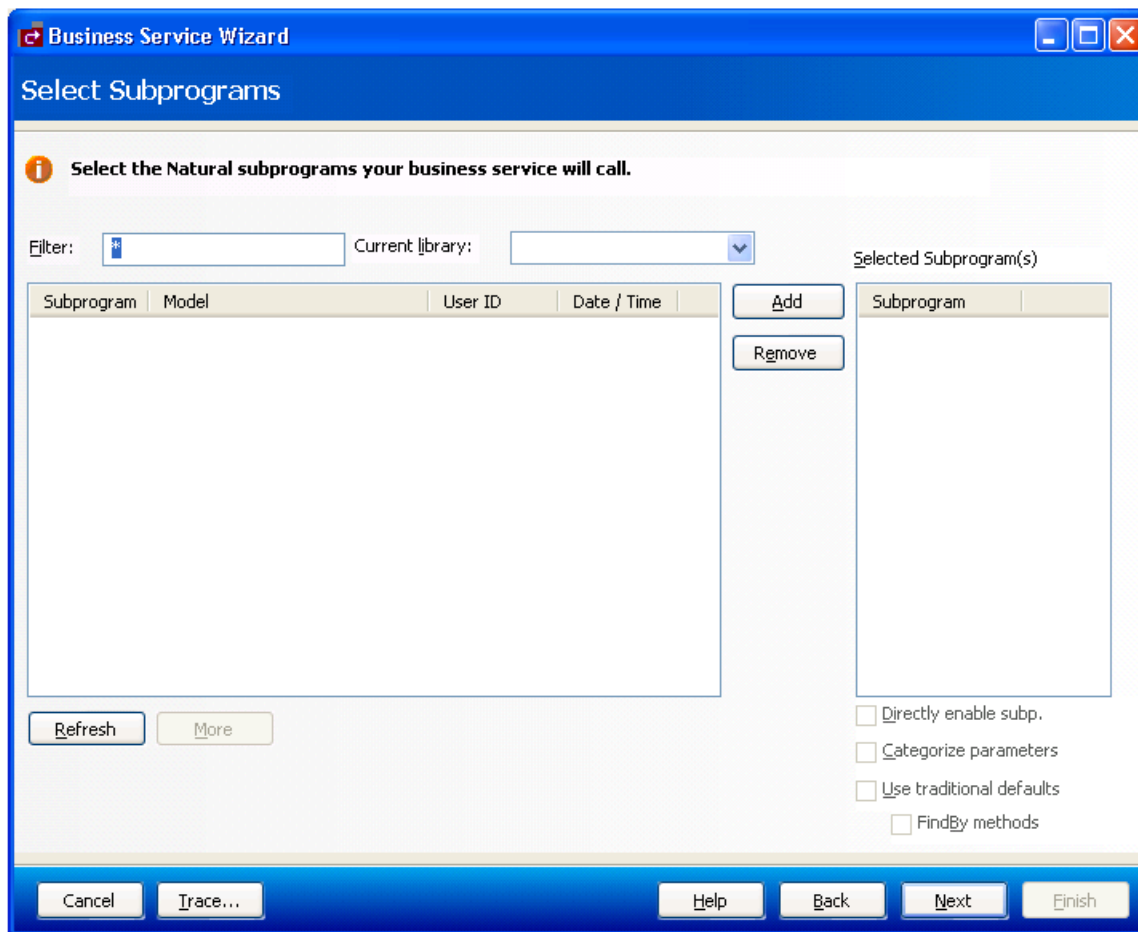 Business Service Wizard
Select Subprograms
Select the Natural subprograms your business service will call.
Filter: * Current library:
Selected Subprogram(s)
Subprogram Model User ID Date / Time Add Subprogram
Remove
Directly enable subp.
Refresh More
Categorize parameters
Use traditional defaults
FindBy methods
Cancel Trace... Help Back Next Finish